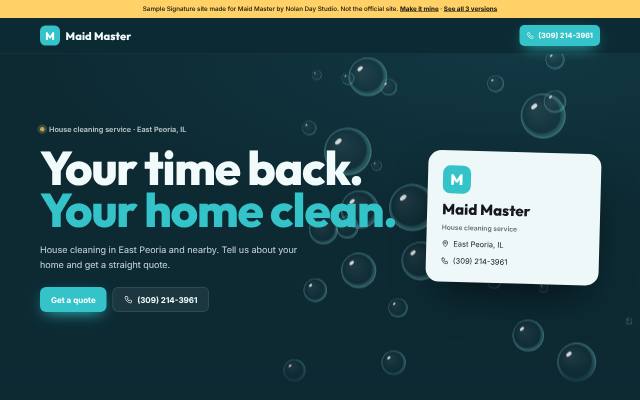 Sample Signature site made for Maid Master by Nolan Day Studio. Not the official site. Make it mine · See all 3 versions
M Maid Master
(309) 214-3961
House cleaning service · East Peoria, IL
Your time back.
Your home clean.
House cleaning in East Peoria and nearby. Tell us about your
home and get a straight quote.
Get a quote
(309) 214-3961
M
Maid Master
House cleaning service
East Peoria, IL
(309) 214-3961